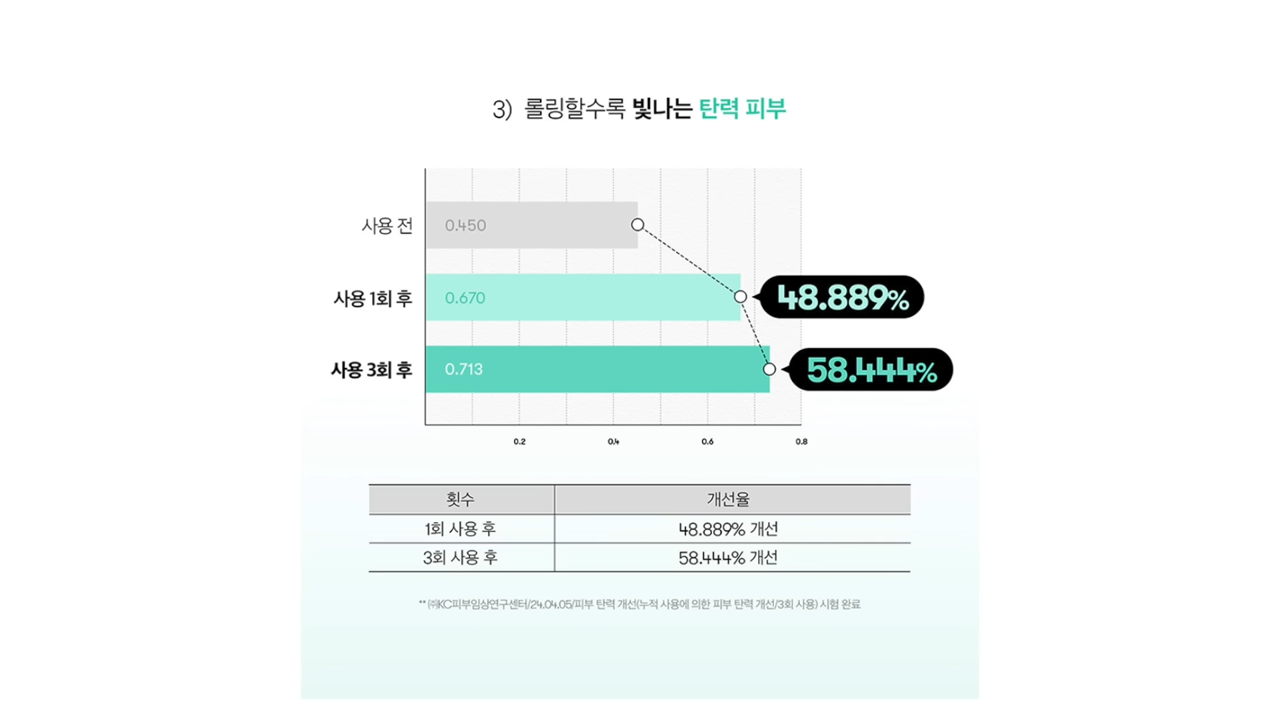 3) 롤링할수록 빛나는 탄력 피부
사용 전 0.450
사용 1회 후 0.670 48.889%
사용 3회 후 0.713 58.444%
0.2 0.4 0.6 0.8
횟수 개선율
1회 사용 후 48.889% 개선
3회 사용 후 58.444% 개선
** ㈜KC피부임상연구센터/24.04.05/피부 탄력 개선(누적 사용에 의한 피부 탄력 개선/3회 사용) 시험 완료